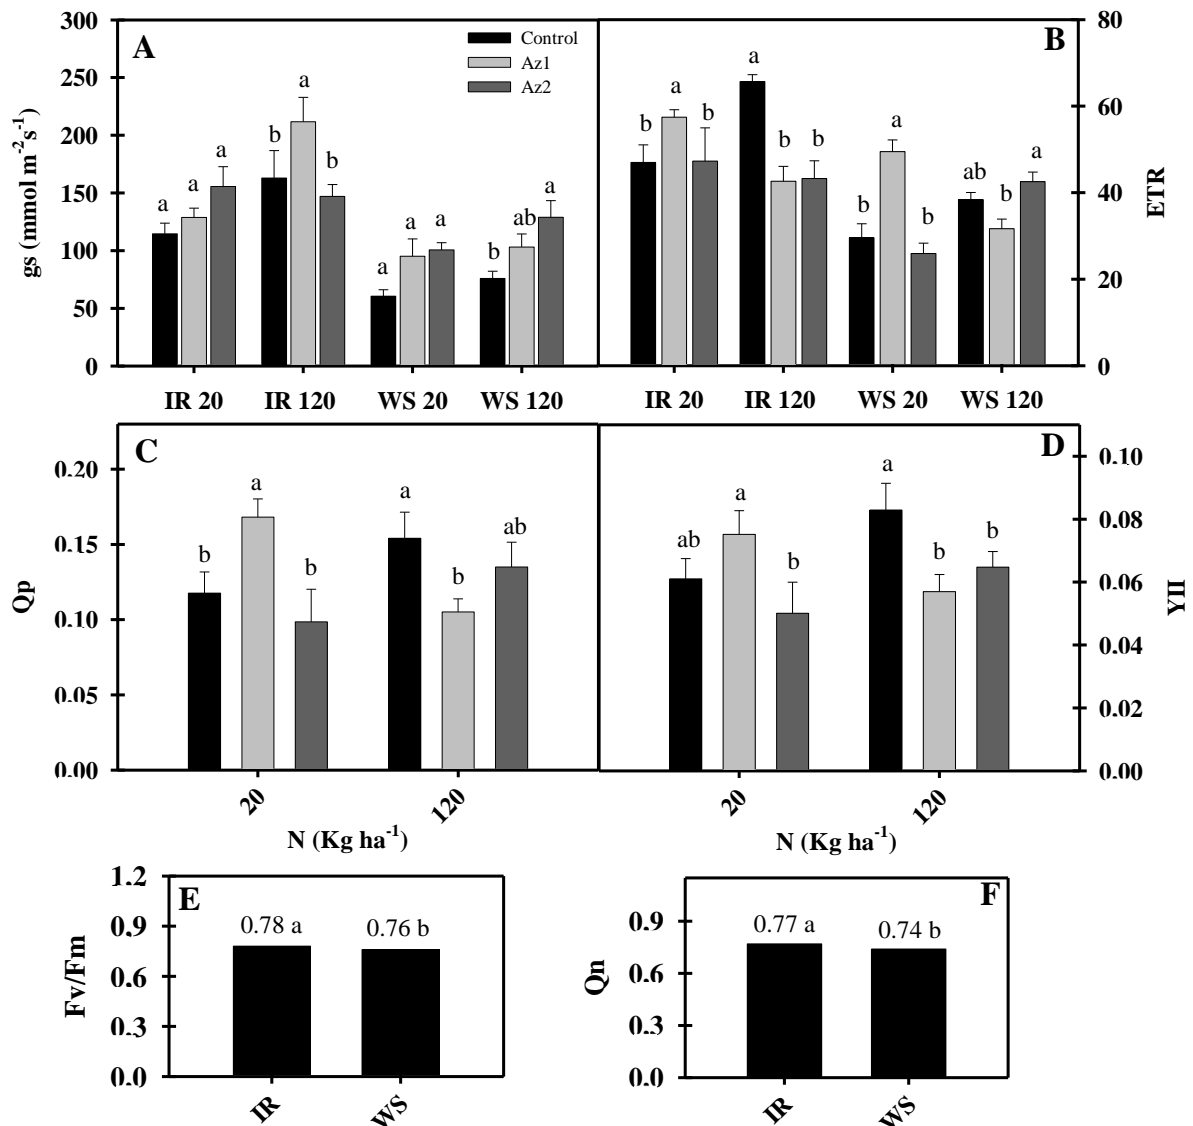 A
Control
Az1
Az2
gs (mmol m⁻²s⁻¹)
300
250
200
150
100
50
0
a a a
b a b
a a a
b ab a
IR 20 IR 120 WS 20 WS 120
B
ETR
80
60
40
20
0
b a b
a b b
b a b
ab b a
IR 20 IR 120 WS 20 WS 120
C
Qp
0.20
0.15
0.10
0.05
0.00
b a b
a b ab
20 120
N (Kg ha⁻¹)
D
YII
0.10
0.08
0.06
0.04
0.02
0.00
ab a b
a b b
20 120
N (Kg ha⁻¹)
E
Fv/Fm
1.2
0.9
0.6
0.3
0.0
0.78 a 0.76 b
IR WS
F
Qn
0.9
0.6
0.3
0.0
0.77 a 0.74 b
IR WS